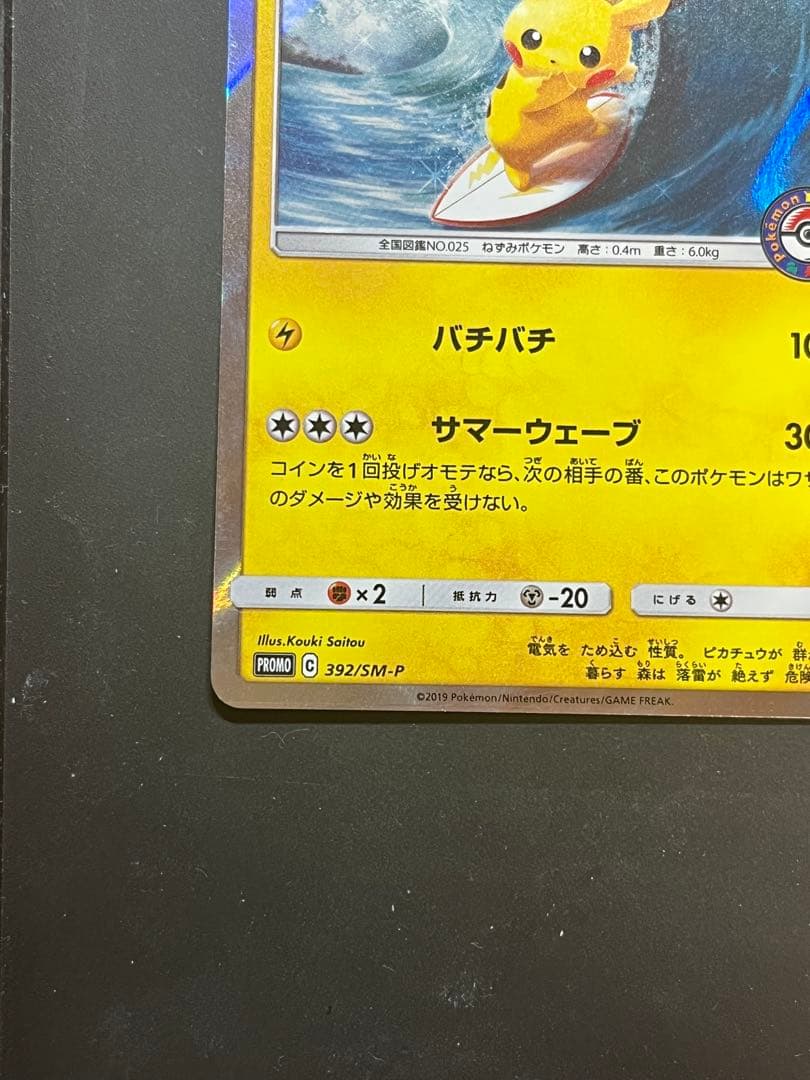 Pokémon
全国図鑑NO.025 ねずみポケモン 高さ:0.4m 重さ:6.0kg
バチバチ 10
サマーウェーブ 30
コインを1回投げオモテなら、次の相手の番、このポケモンはワザ
のダメージや効果を受けない。
弱点 ×2 抵抗力 -20 にげる
Illus.Kouki Saitou
PROMO C 392/SM-P
電気を ため込む 性質。 ピカチュウが 群
暮らす 森は 落雷が 絶えず 危険
©2019 Pokémon/Nintendo/Creatures/GAME FREAK.